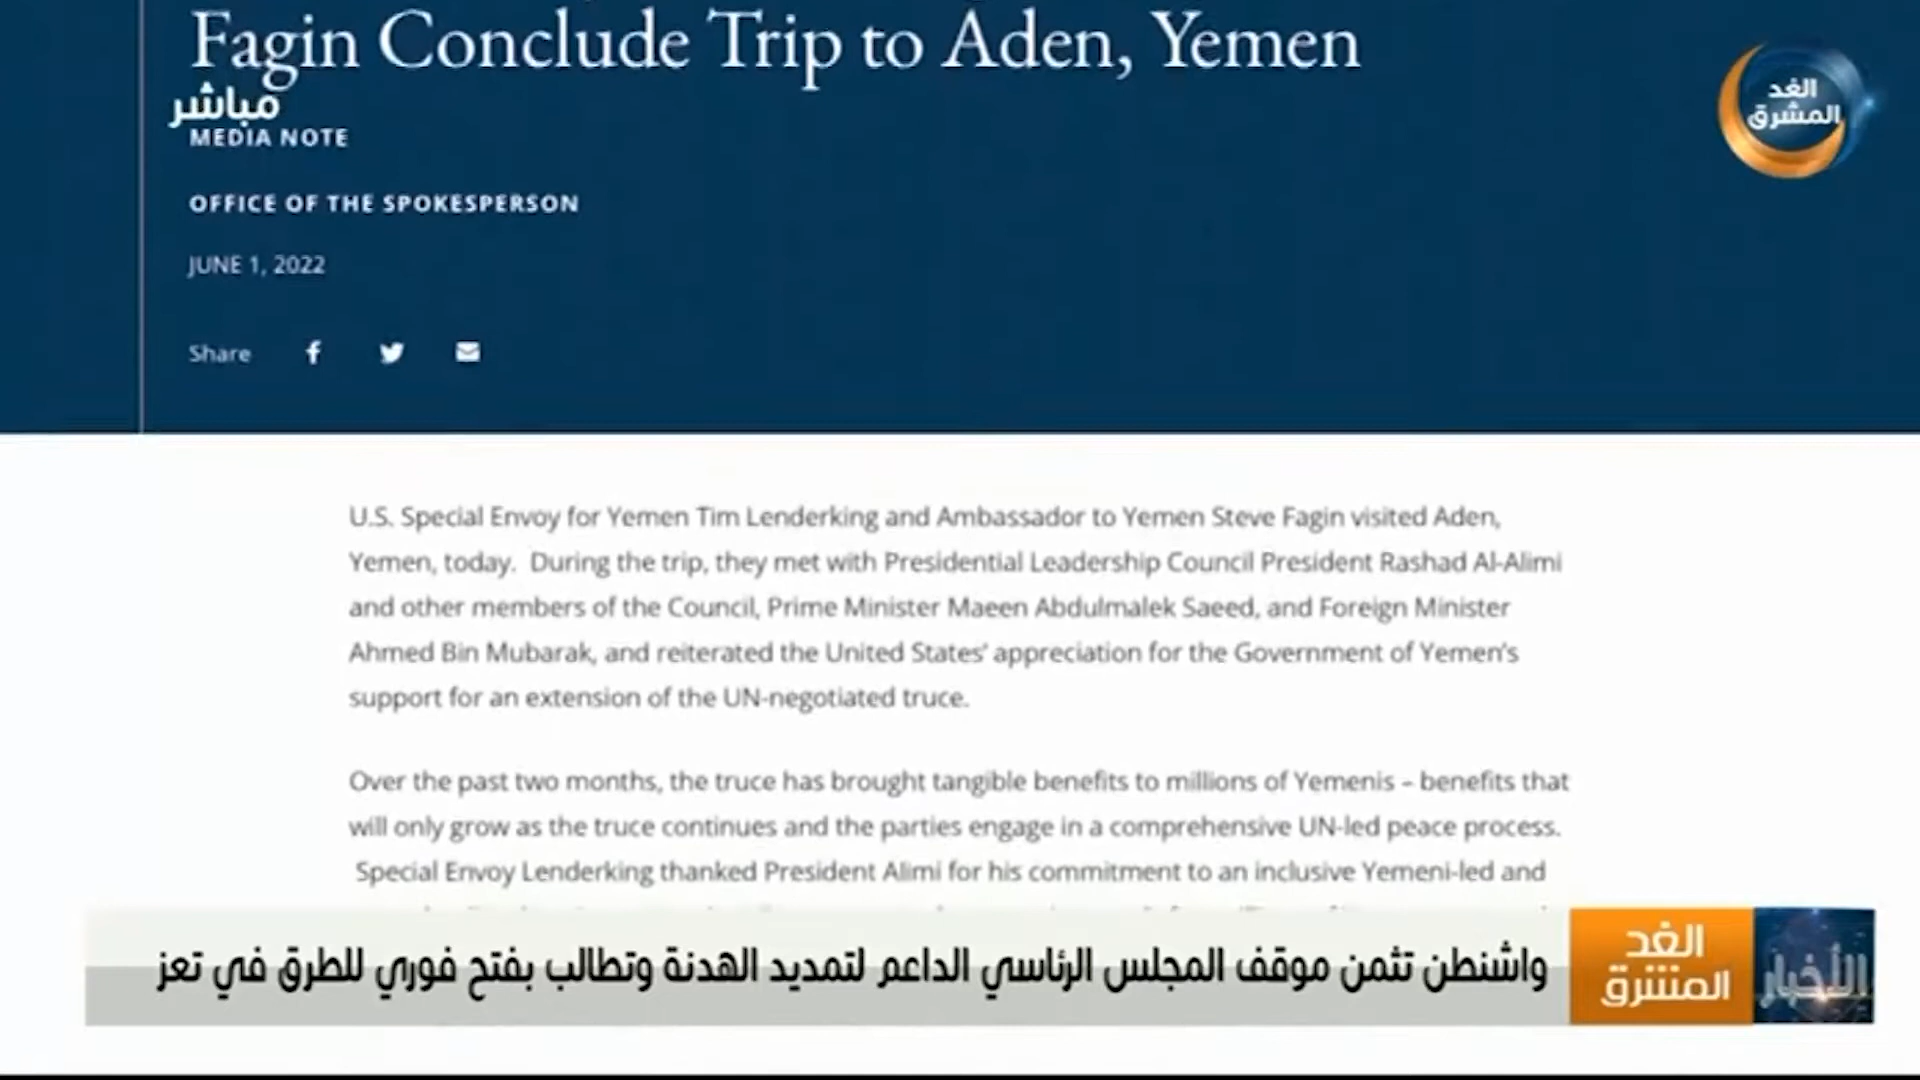 Fagin Conclude Trip to Aden, Yemen
مباشر
MEDIA NOTE
OFFICE OF THE SPOKESPERSON
JUNE 1, 2022
Share
الغد
المشرق
U.S. Special Envoy for Yemen Tim Lenderking and Ambassador to Yemen Steve Fagin visited Aden,
Yemen, today. During the trip, they met with Presidential Leadership Council President Rashad Al-Alimi
and other members of the Council, Prime Minister Maeen Abdulmalek Saeed, and Foreign Minister
Ahmed Bin Mubarak, and reiterated the United States’ appreciation for the Government of Yemen’s
support for an extension of the UN-negotiated truce.
Over the past two months, the truce has brought tangible benefits to millions of Yemenis – benefits that
will only grow as the truce continues and the parties engage in a comprehensive UN-led peace process.
Special Envoy Lenderking thanked President Alimi for his commitment to an inclusive Yemeni-led and
الأخبار
الغد
المشرق
واشنطن تثمن موقف المجلس الرئاسي الداعم لتمديد الهدنة وتطالب بفتح فوري للطرق في تعز